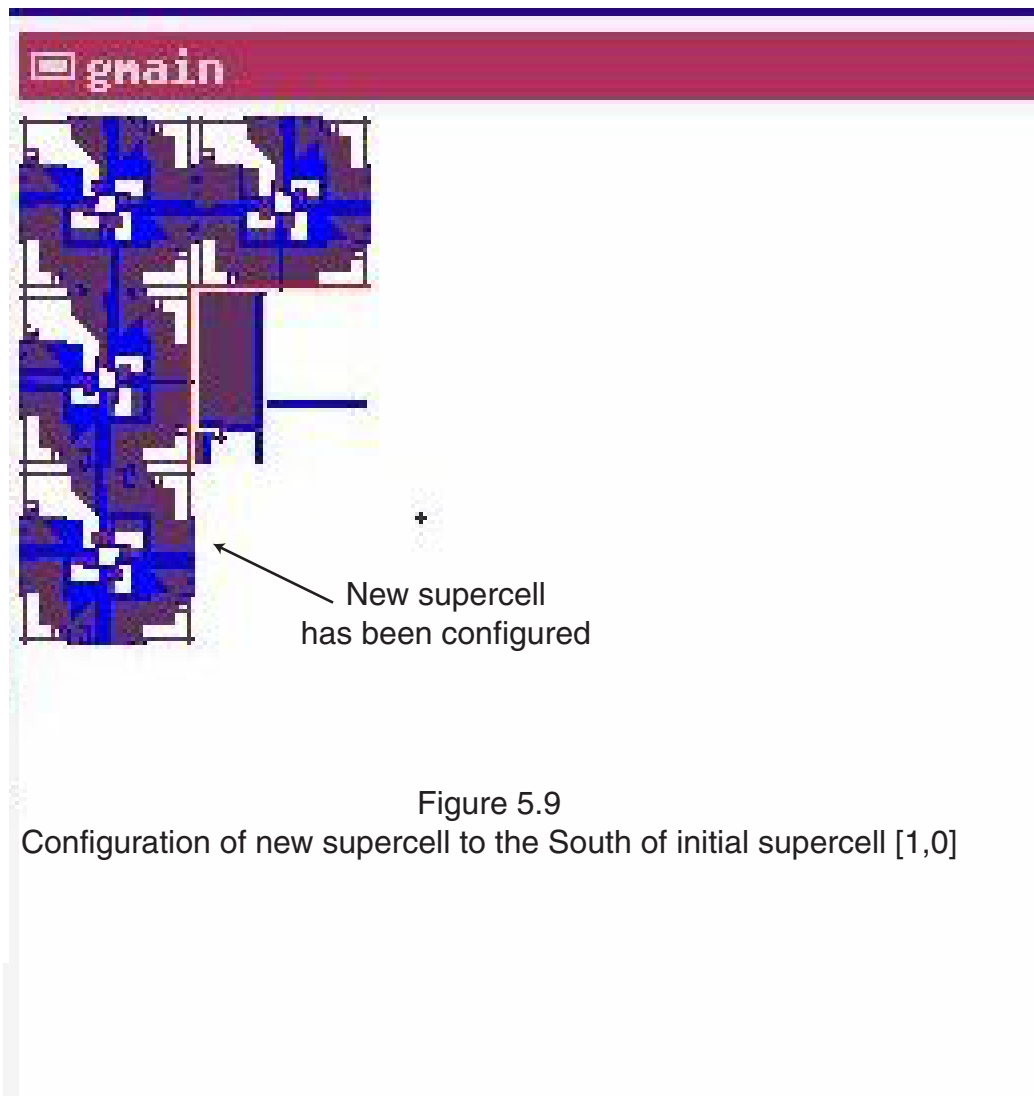 gmain
New supercell
has been configured
Figure 5.9
Configuration of new supercell to the South of initial supercell [1,0]